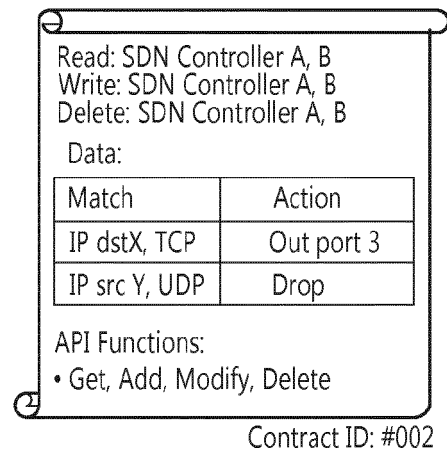 Read: SDN Controller A, B
Write: SDN Controller A, B
Delete: SDN Controller A, B
Data:
Match Action
IP dstX, TCP Out port 3
IP src Y, UDP Drop
API Functions:
• Get, Add, Modify, Delete
Contract ID: #002